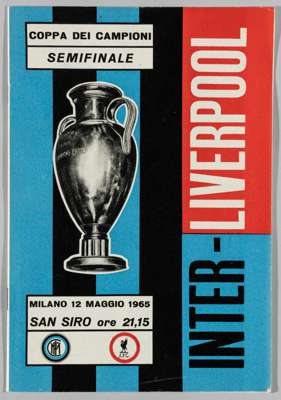 COPPA DEI CAMPIONI
SEMIFINALE
INTER-LIVERPOOL
MILANO 12 MAGGIO 1965
SAN SIRO ore 21,15
L.F.C.